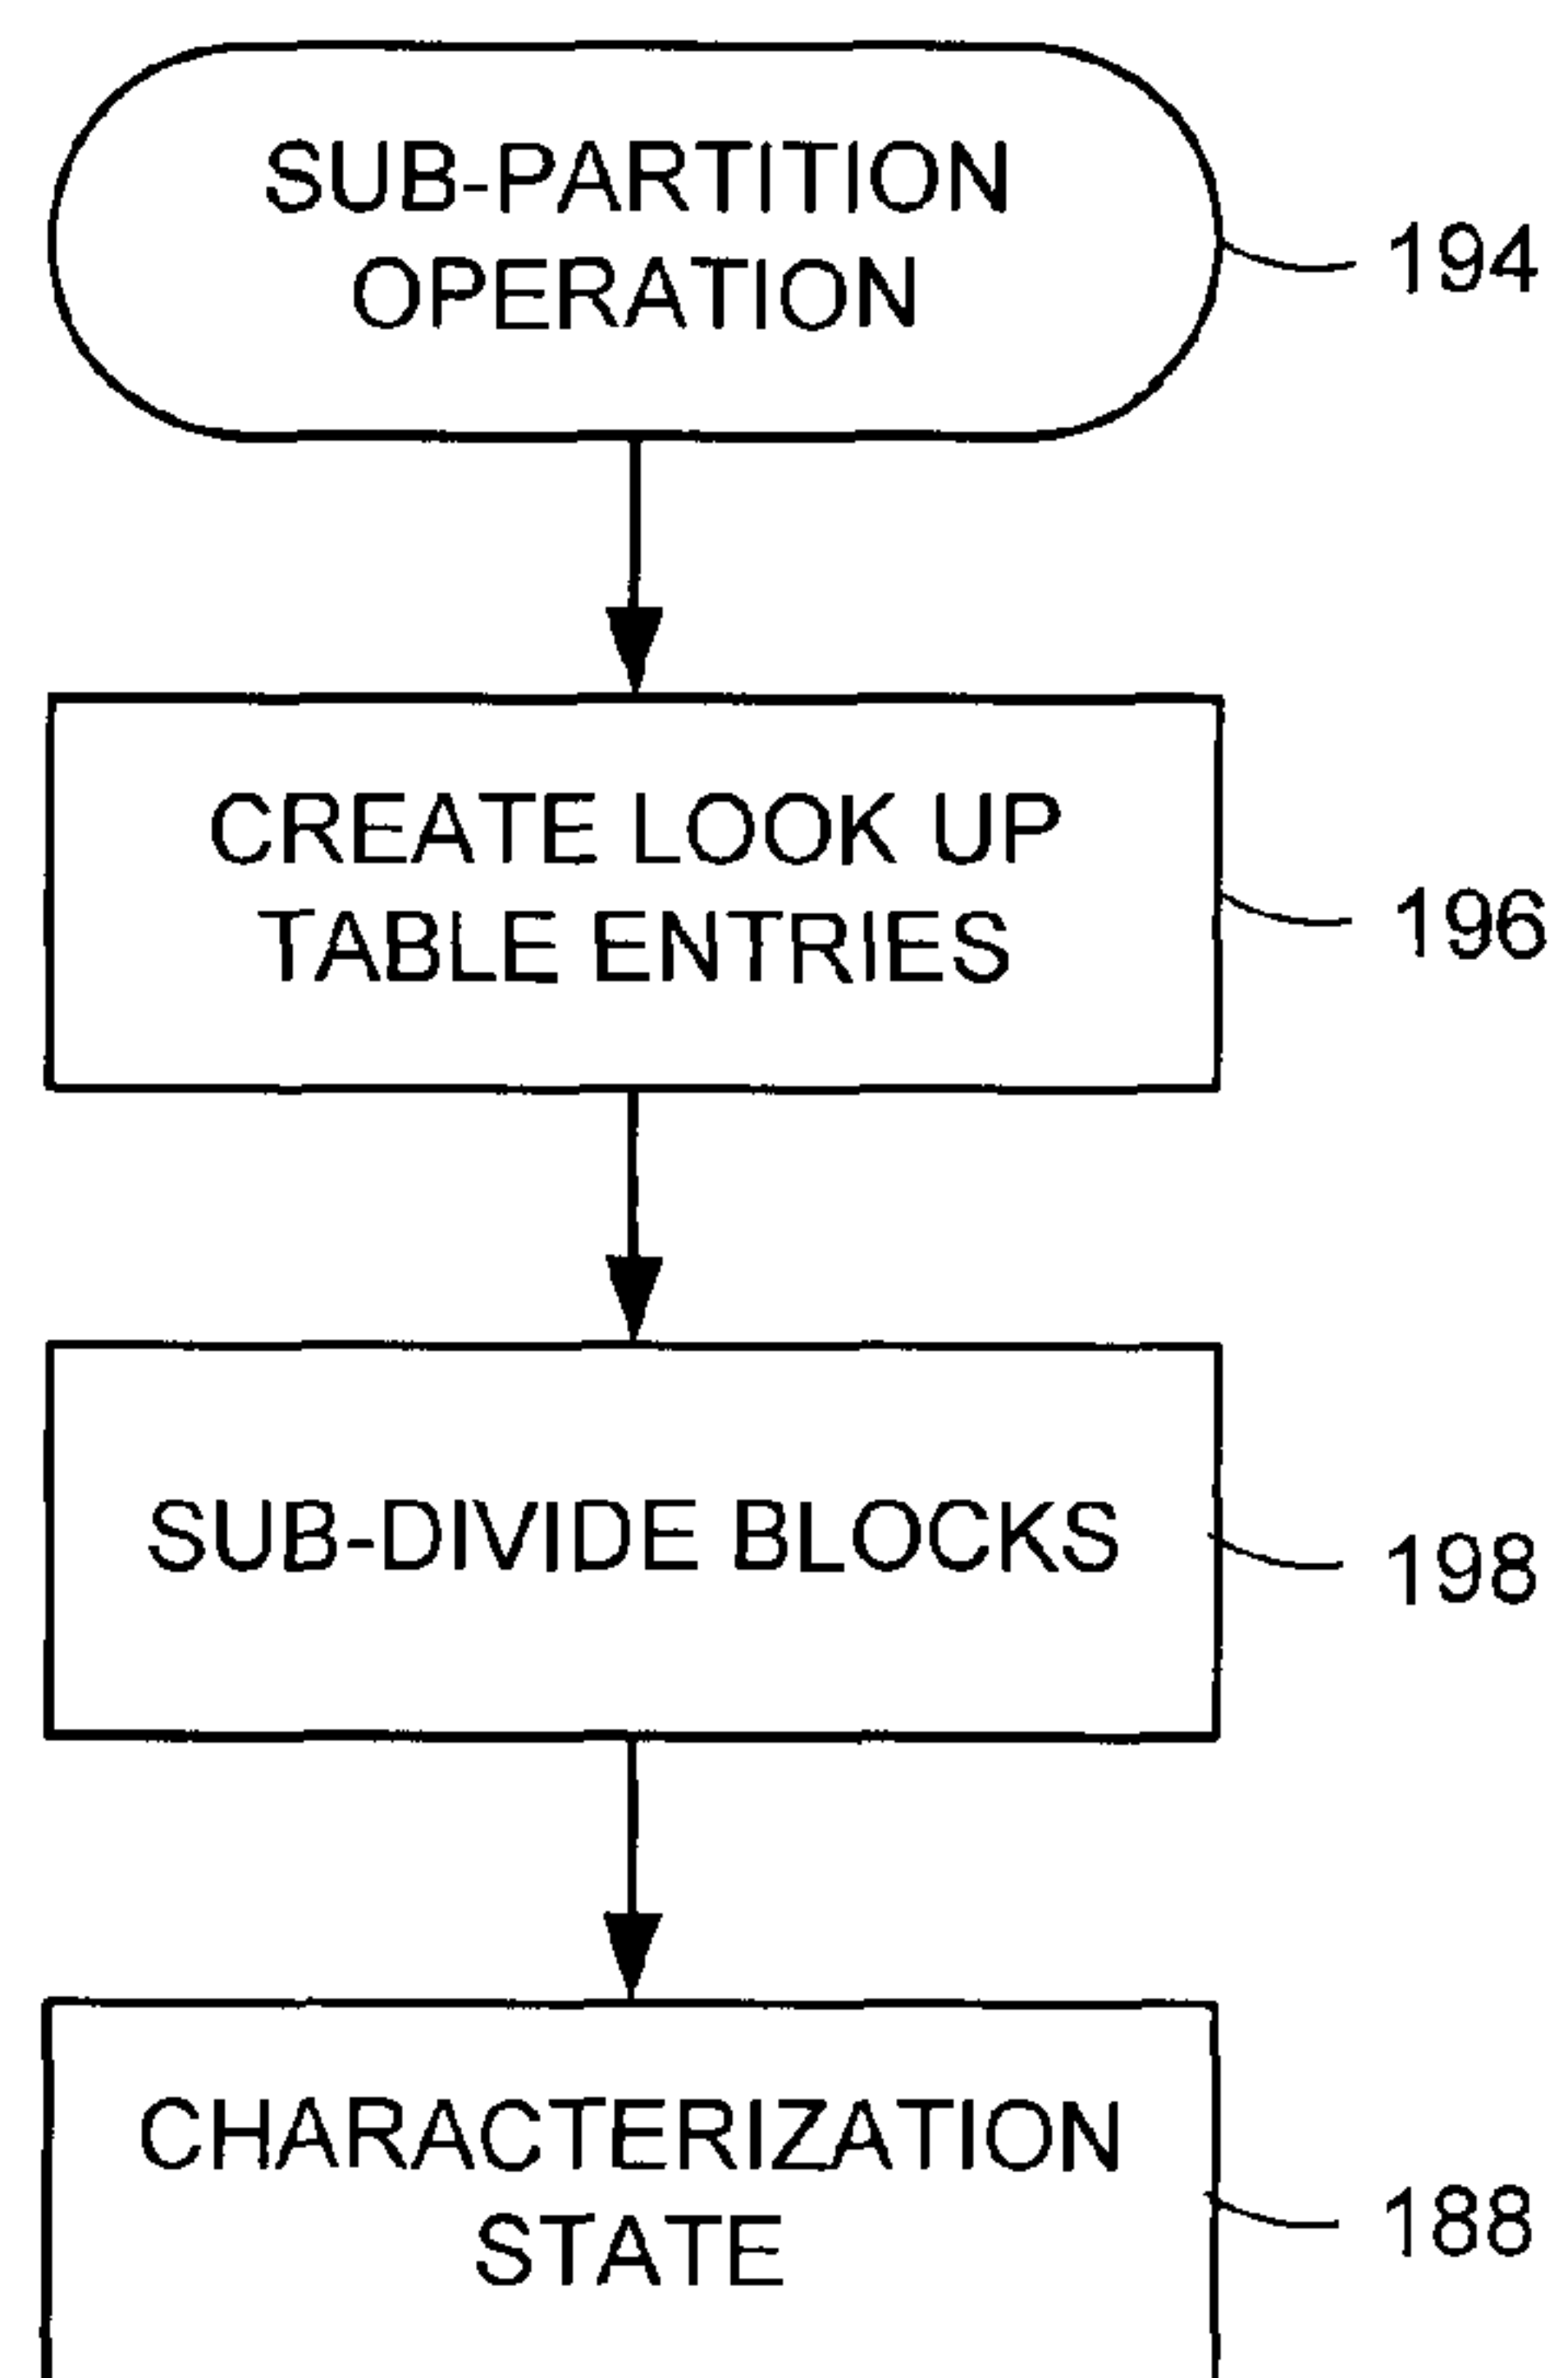 SUB-PARTITION
OPERATION
194
CREATE LOOK UP
TABLE ENTRIES
196
SUB-DIVIDE BLOCKS
198
CHARACTERIZATION
STATE
188